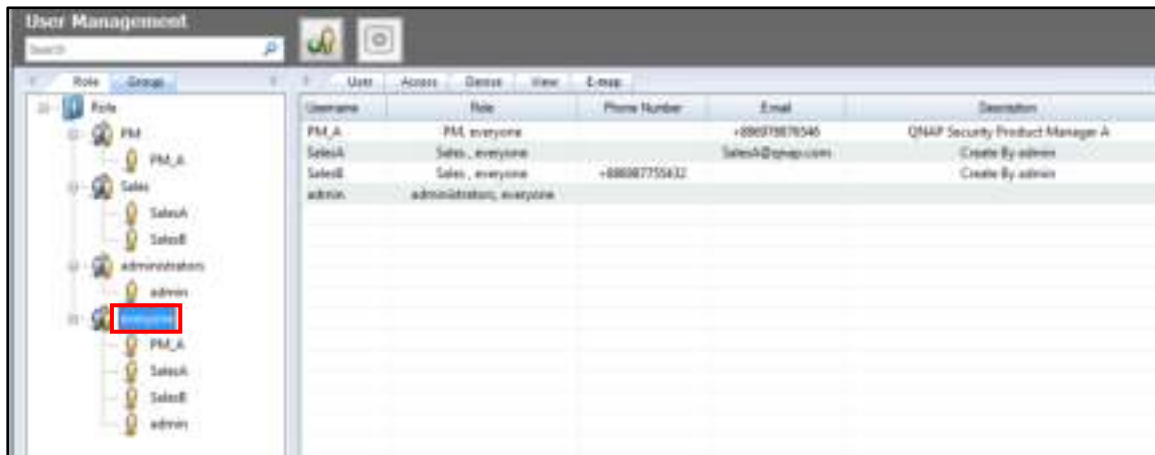 User Management
Search
Role Group
User Access Device View E-map
Role
PM
PM_A
Sales
SalesA
SalesB
administrators
admin
everyone
PM_A
SalesA
SalesB
admin
Username Role Phone Number Email Description
PM_A PM, everyone +886978876546 QNAP Security Product Manager A
SalesA Sales , everyone SalesA@qnap.com Create By admin
SalesB Sales , everyone Create By admin
admin administrators, everyone